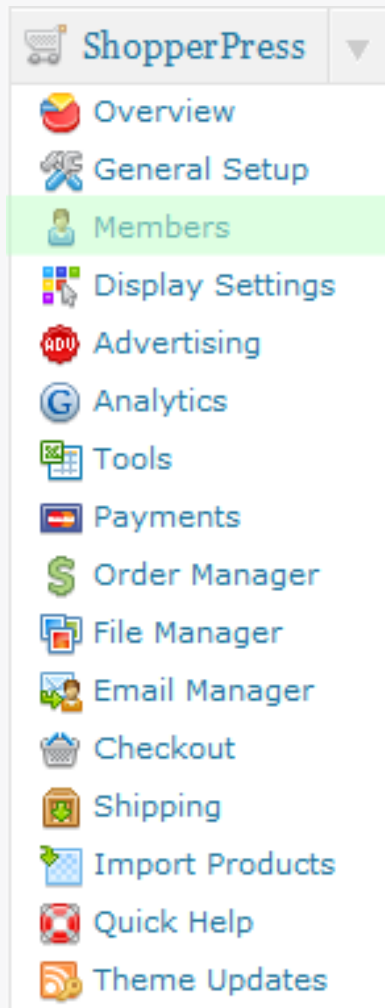 ShopperPress
Overview
General Setup
Members
Display Settings
ADV Advertising
G Analytics
Tools
Payments
$ Order Manager
File Manager
Email Manager
Checkout
Shipping
Import Products
Quick Help
Theme Updates